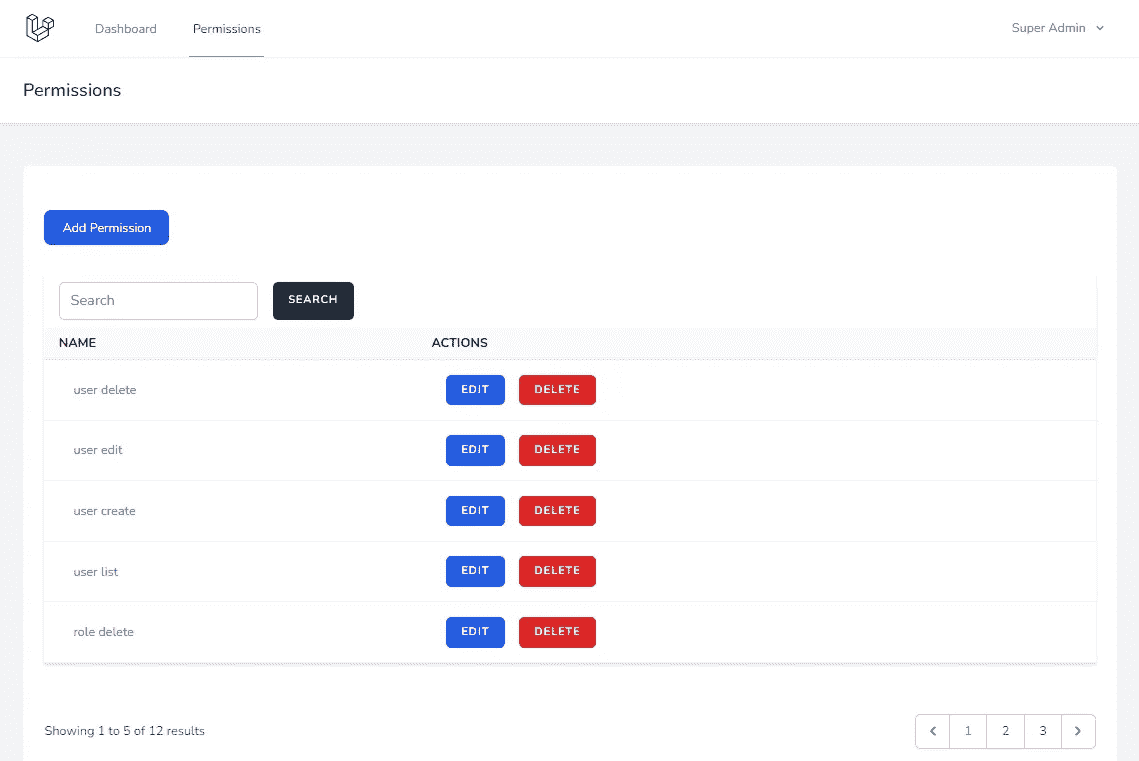 Dashboard Permissions Super Admin
Permissions
Add Permission
Search SEARCH
NAME ACTIONS
user delete EDIT DELETE
user edit EDIT DELETE
user create EDIT DELETE
user list EDIT DELETE
role delete EDIT DELETE
Showing 1 to 5 of 12 results 1 2 3